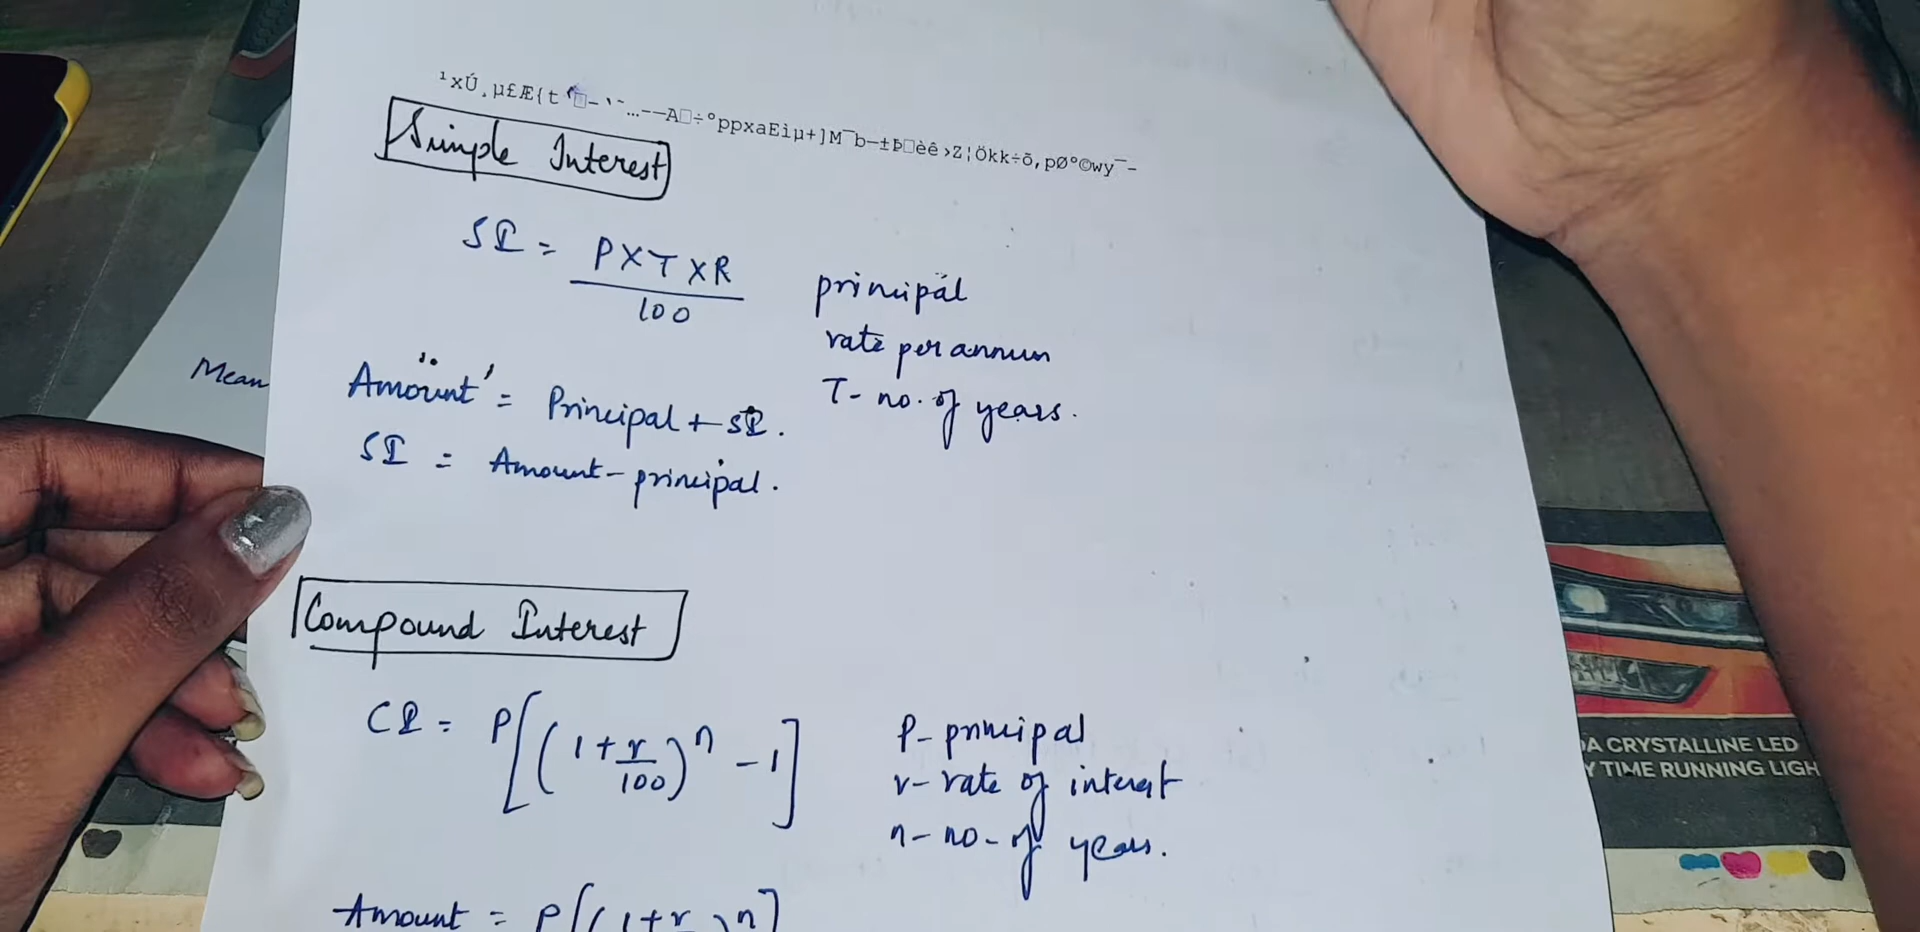 ¹xÚ¸µ£Æ{t
Simple Interest
SI = P X T X R / 100
principal
rate per annum
T- no. of years.
Mean
Amount = Principal + SI.
SI = Amount - principal.
Compound Interest
CI = P[(1 + r/100)^n - 1]
P- principal
r- rate of interest
n- no- of years.
Amount = P[(1+r )n]
A CRYSTALLINE LED
Y TIME RUNNING LIGH